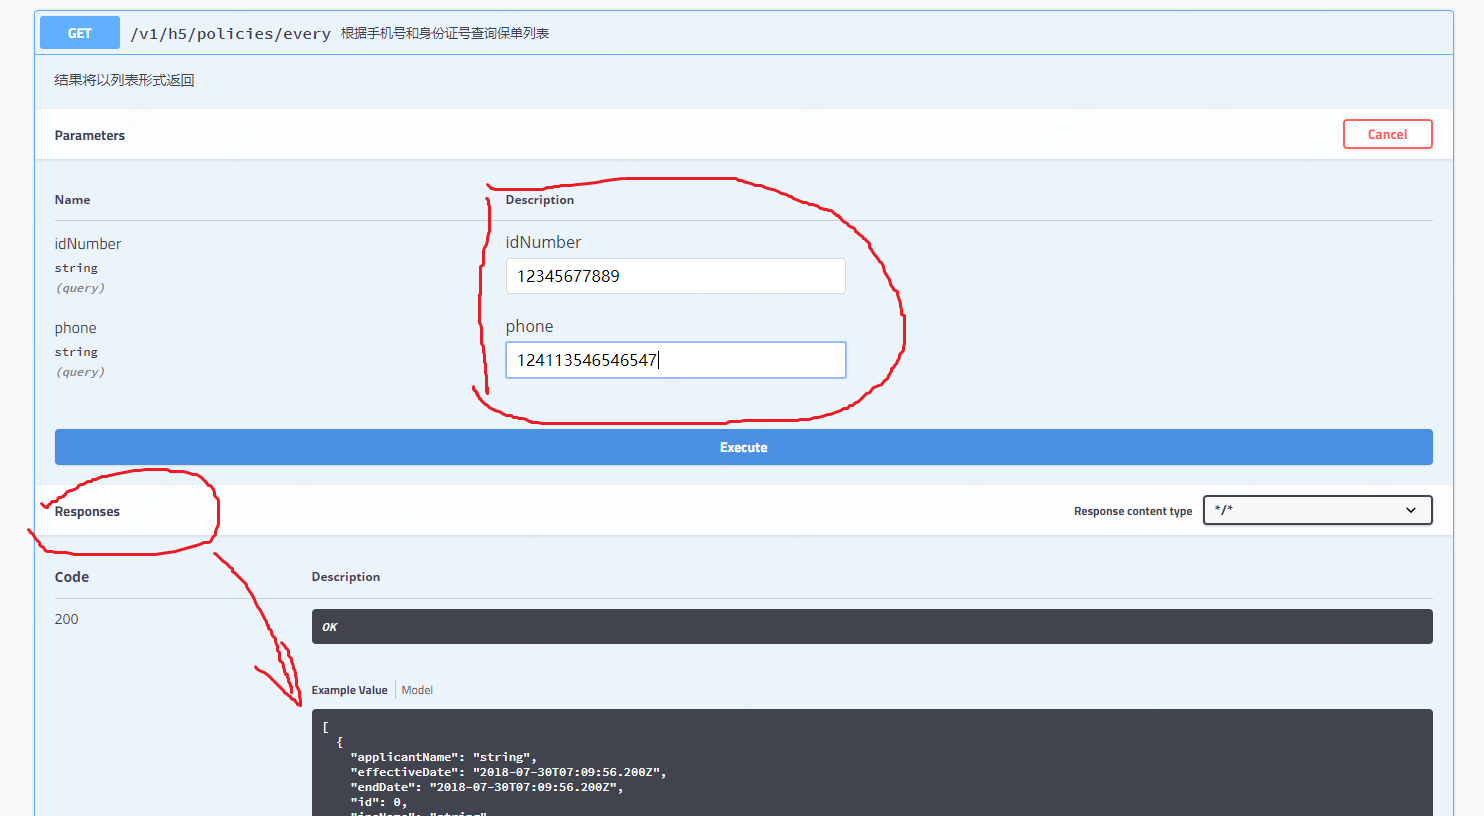 GET /v1/h5/policies/every 根据手机号和身份证号查询保单列表
结果将以列表形式返回
Parameters
Cancel
Name Description
idNumber
string
(query)
idNumber
12345677889
phone
string
(query)
phone
124113546546547
Execute
Responses
Response content type */*
Code Description
200
OK
Example Value Model
[
{
"applicantName": "string",
"effectiveDate": "2018-07-30T07:09:56.200Z",
"endDate": "2018-07-30T07:09:56.200Z",
"id": 0,